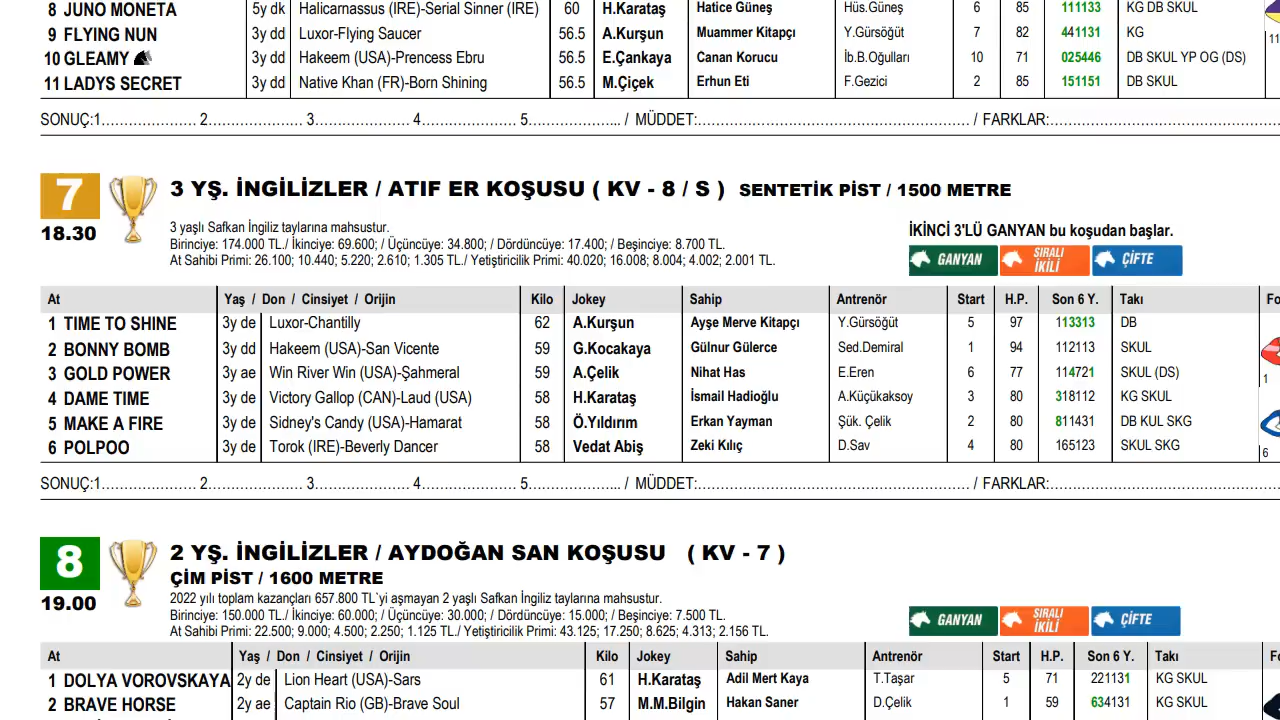 8 JUNO MONETA 5y dd Halicarnassus (IRE)-Serial Sinner (IRE) 60 H.Karataş Hatice Güneş Hüs.Güneş 6 85 111133 KG DB SKUL
9 FLYING NUN 3y dd Luxor-Flying Saucer 56.5 A.Kurşun Muammer Kitapçı Y.Gürsöğüt 7 82 441131 KG
10 GLEAMY 3y dd Hakeem (USA)-Prencess Ebru 56.5 E.Çankaya Canan Korucu İb.B.Oğulları 10 71 025446 DB SKUL YP OG (DS)
11 LADYS SECRET 3y dd Native Khan (FR)-Born Shining 56.5 M.Çiçek Erhun Eti F.Gezici 2 85 151151 DB SKUL
11
SONUÇ:1..................... 2..................... 3..................... 4..................... 5..................... / MÜDDET:............................................................. / FARKLAR:....................................................
7
18.30
3 YŞ. İNGİLİZLER / ATIF ER KOŞUSU ( KV - 8 / S ) SENTETİK PİST / 1500 METRE
3 yaşlı Safkan İngiliz taylarına mahsustur.
Birinciye: 174.000 TL./ İkinciye: 69.600; / Üçüncüye: 34.800; / Dördüncüye: 17.400; / Beşinciye: 8.700 TL.
At Sahibi Primi: 26.100; 10.440; 5.220; 2.610; 1.305 TL./ Yetiştiricilik Primi: 40.020; 16.008; 8.004; 4.002; 2.001 TL.
İKİNCİ 3'LÜ GANYAN bu koşudan başlar.
GANYAN SIRALI İKİLİ ÇİFTE
At Yaş / Don / Cinsiyet / Orijin Kilo Jokey Sahip Antrenör Start H.P. Son 6 Y. Takı Fo
1 TIME TO SHINE 3y de Luxor-Chantilly 62 A.Kurşun Ayşe Merve Kitapçı Y.Gürsöğüt 5 97 113313 DB
2 BONNY BOMB 3y dd Hakeem (USA)-San Vicente 59 G.Kocakaya Gülnur Gülerce Sed.Demiral 1 94 112113 SKUL
3 GOLD POWER 3y ae Win River Win (USA)-Şahmeral 59 A.Çelik Nihat Has E.Eren 6 77 114721 SKUL (DS)
1
4 DAME TIME 3y de Victory Gallop (CAN)-Laud (USA) 58 H.Karataş İsmail Hadioğlu A.Küçükaksoy 3 80 318112 KG SKUL
5 MAKE A FIRE 3y de Sidney's Candy (USA)-Hamarat 58 Ö.Yıldırım Erkan Yayman Şük. Çelik 2 80 811431 DB KUL SKG
6 POLPOO 3y de Torok (IRE)-Beverly Dancer 58 Vedat Abiş Zeki Kılıç D.Sav 4 80 165123 SKUL SKG
6
SONUÇ:1..................... 2..................... 3..................... 4..................... 5..................... / MÜDDET:............................................................. / FARKLAR:....................................................
8
19.00
2 YŞ. İNGİLİZLER / AYDOĞAN SAN KOŞUSU ( KV - 7 )
ÇİM PİST / 1600 METRE
2022 yılı toplam kazançları 657.800 TL`yi aşmayan 2 yaşlı Safkan İngiliz taylarına mahsustur.
Birinciye: 150.000 TL./ İkinciye: 60.000; / Üçüncüye: 30.000; / Dördüncüye: 15.000; / Beşinciye: 7.500 TL.
At Sahibi Primi: 22.500; 9.000; 4.500; 2.250; 1.125 TL./ Yetiştiricilik Primi: 43.125; 17.250; 8.625; 4.313; 2.156 TL.
GANYAN SIRALI İKİLİ ÇİFTE
At Yaş / Don / Cinsiyet / Orijin Kilo Jokey Sahip Antrenör Start H.P. Son 6 Y. Takı Fo
1 DOLYA VOROVSKAYA 2y de Lion Heart (USA)-Sars 61 H.Karataş Adil Mert Kaya T.Taşar 5 71 221131 KG SKUL
2 BRAVE HORSE 2y ae Captain Rio (GB)-Brave Soul 57 M.M.Bilgin Hakan Saner D.Çelik 1 59 634131 KG SKUL